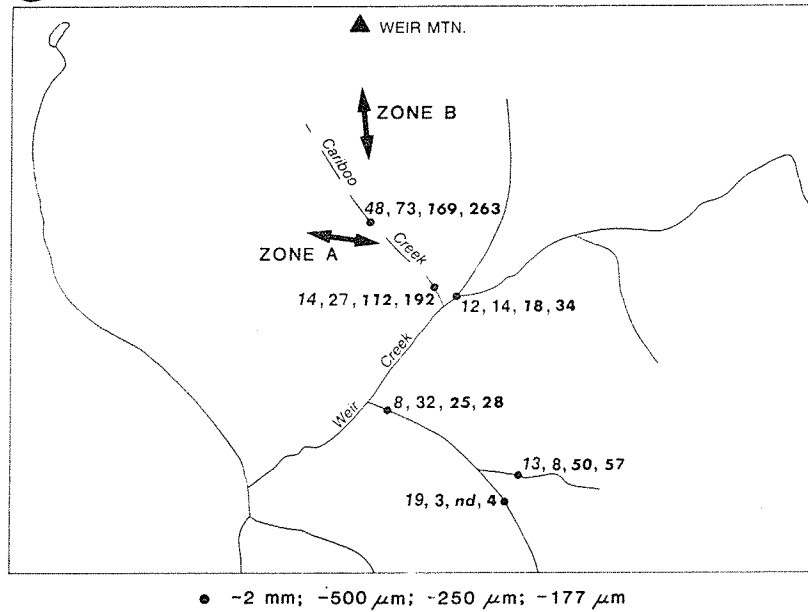 WEIR MTN.
ZONE B
Cariboo
48, 73, 169, 263
Creek
ZONE A
14, 27, 112, 192
12, 14, 18, 34
Creek
Weir
8, 32, 25, 28
13, 8, 50, 57
19, 3, nd, 4
-2 mm; -500 µm; -250 µm; -177 µm